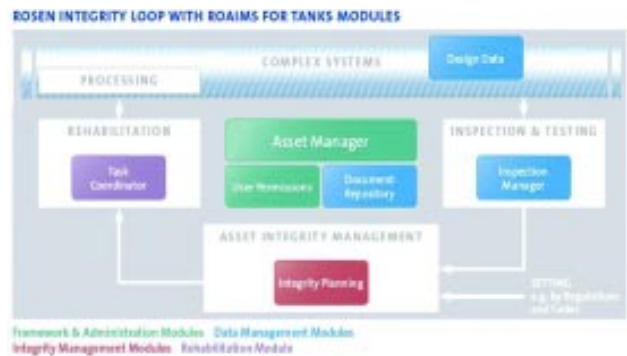 ROSEN INTEGRITY LOOP WITH ROAIMS FOR TANKS MODULES
COMPLEX SYSTEMS
Design Data
PROCESSING
REHABILITATION
INSPECTION & TESTING
Asset Manager
Task
Coordinator
User Permissions
Document
Repository
Inspection
Manager
ASSET INTEGRITY MANAGEMENT
Integrity Planning
SETTING
e.g. by Regulations
and Codes
Framework & Administration Modules Data Management Modules
Integrity Management Modules Rehabilitation Module